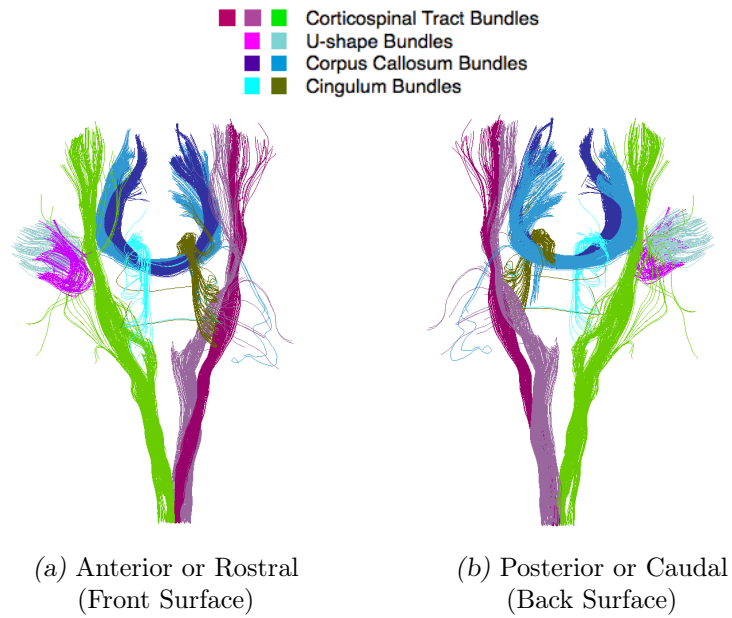 Corticospinal Tract Bundles
U-shape Bundles
Corpus Callosum Bundles
Cingulum Bundles
(a) Anterior or Rostral
(Front Surface)
(b) Posterior or Caudal
(Back Surface)